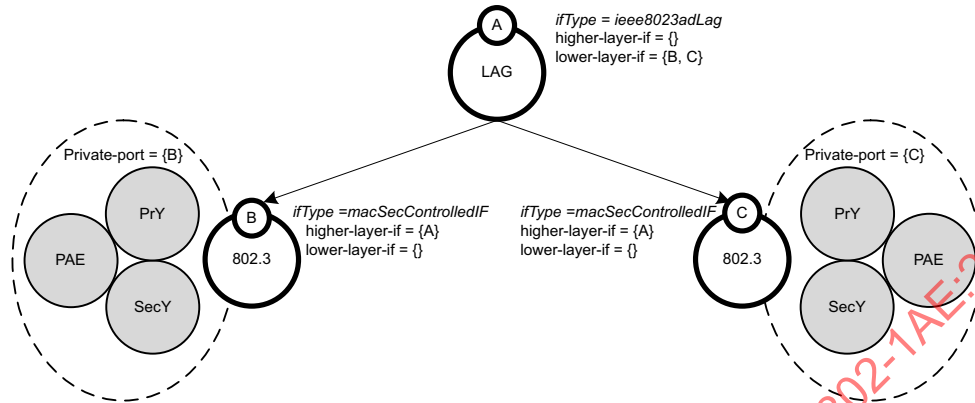 A
ifType = ieee8023adLag
higher-layer-if = {}
lower-layer-if = {B, C}
LAG
Private-port = {B}
Private-port = {C}
PrY
B
ifType =macSecControlledIF
higher-layer-if = {A}
lower-layer-if = {}
ifType =macSecControlledIF
higher-layer-if = {A}
lower-layer-if = {}
C
PrY
PAE
802.3
802.3
PAE
SecY
SecY
802-1AE:2